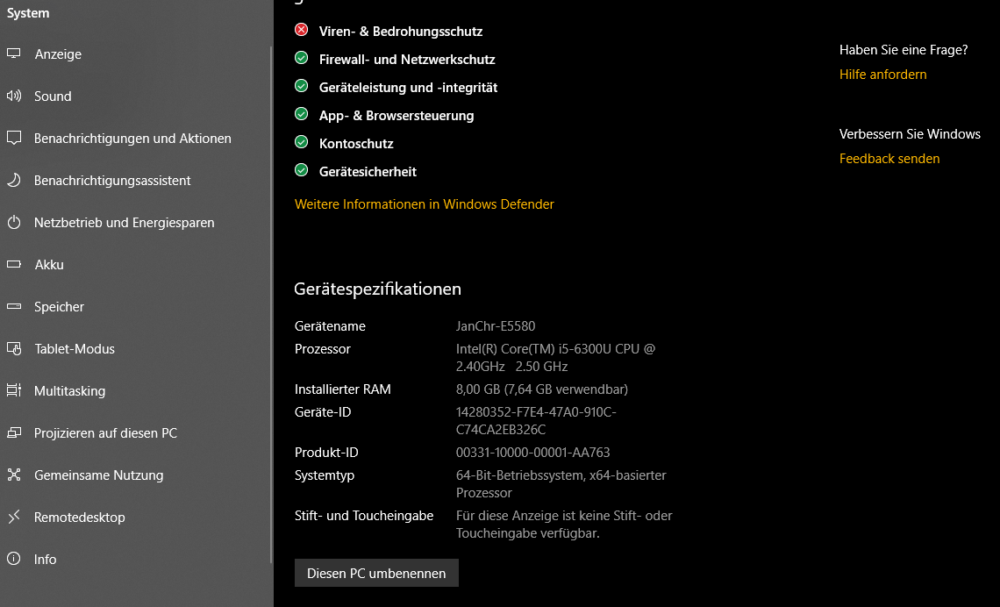 System
Anzeige
Sound
Benachrichtigungen und Aktionen
Benachrichtigungsassistent
Netzbetrieb und Energiesparen
Akku
Speicher
Tablet-Modus
Multitasking
Projizieren auf diesen PC
Gemeinsame Nutzung
Remotedesktop
Info
Viren- & Bedrohungsschutz
Firewall- und Netzwerkschutz
Geräteleistung und -integrität
App- & Browsersteuerung
Kontoschutz
Gerätesicherheit
Weitere Informationen in Windows Defender
Gerätespezifikationen
Gerätename JanChr-E5580
Prozessor Intel(R) Core(TM) i5-6300U CPU @
2.40GHz 2.50 GHz
Installierter RAM 8,00 GB (7,64 GB verwendbar)
Geräte-ID 14280352-F7E4-47A0-910C-
C74CA2EB326C
Produkt-ID 00331-10000-00001-AA763
Systemtyp 64-Bit-Betriebssystem, x64-basierter
Prozessor
Stift- und Toucheingabe Für diese Anzeige ist keine Stift- oder
Toucheingabe verfügbar.
Diesen PC umbenennen
Haben Sie eine Frage?
Hilfe anfordern
Verbessern Sie Windows
Feedback senden